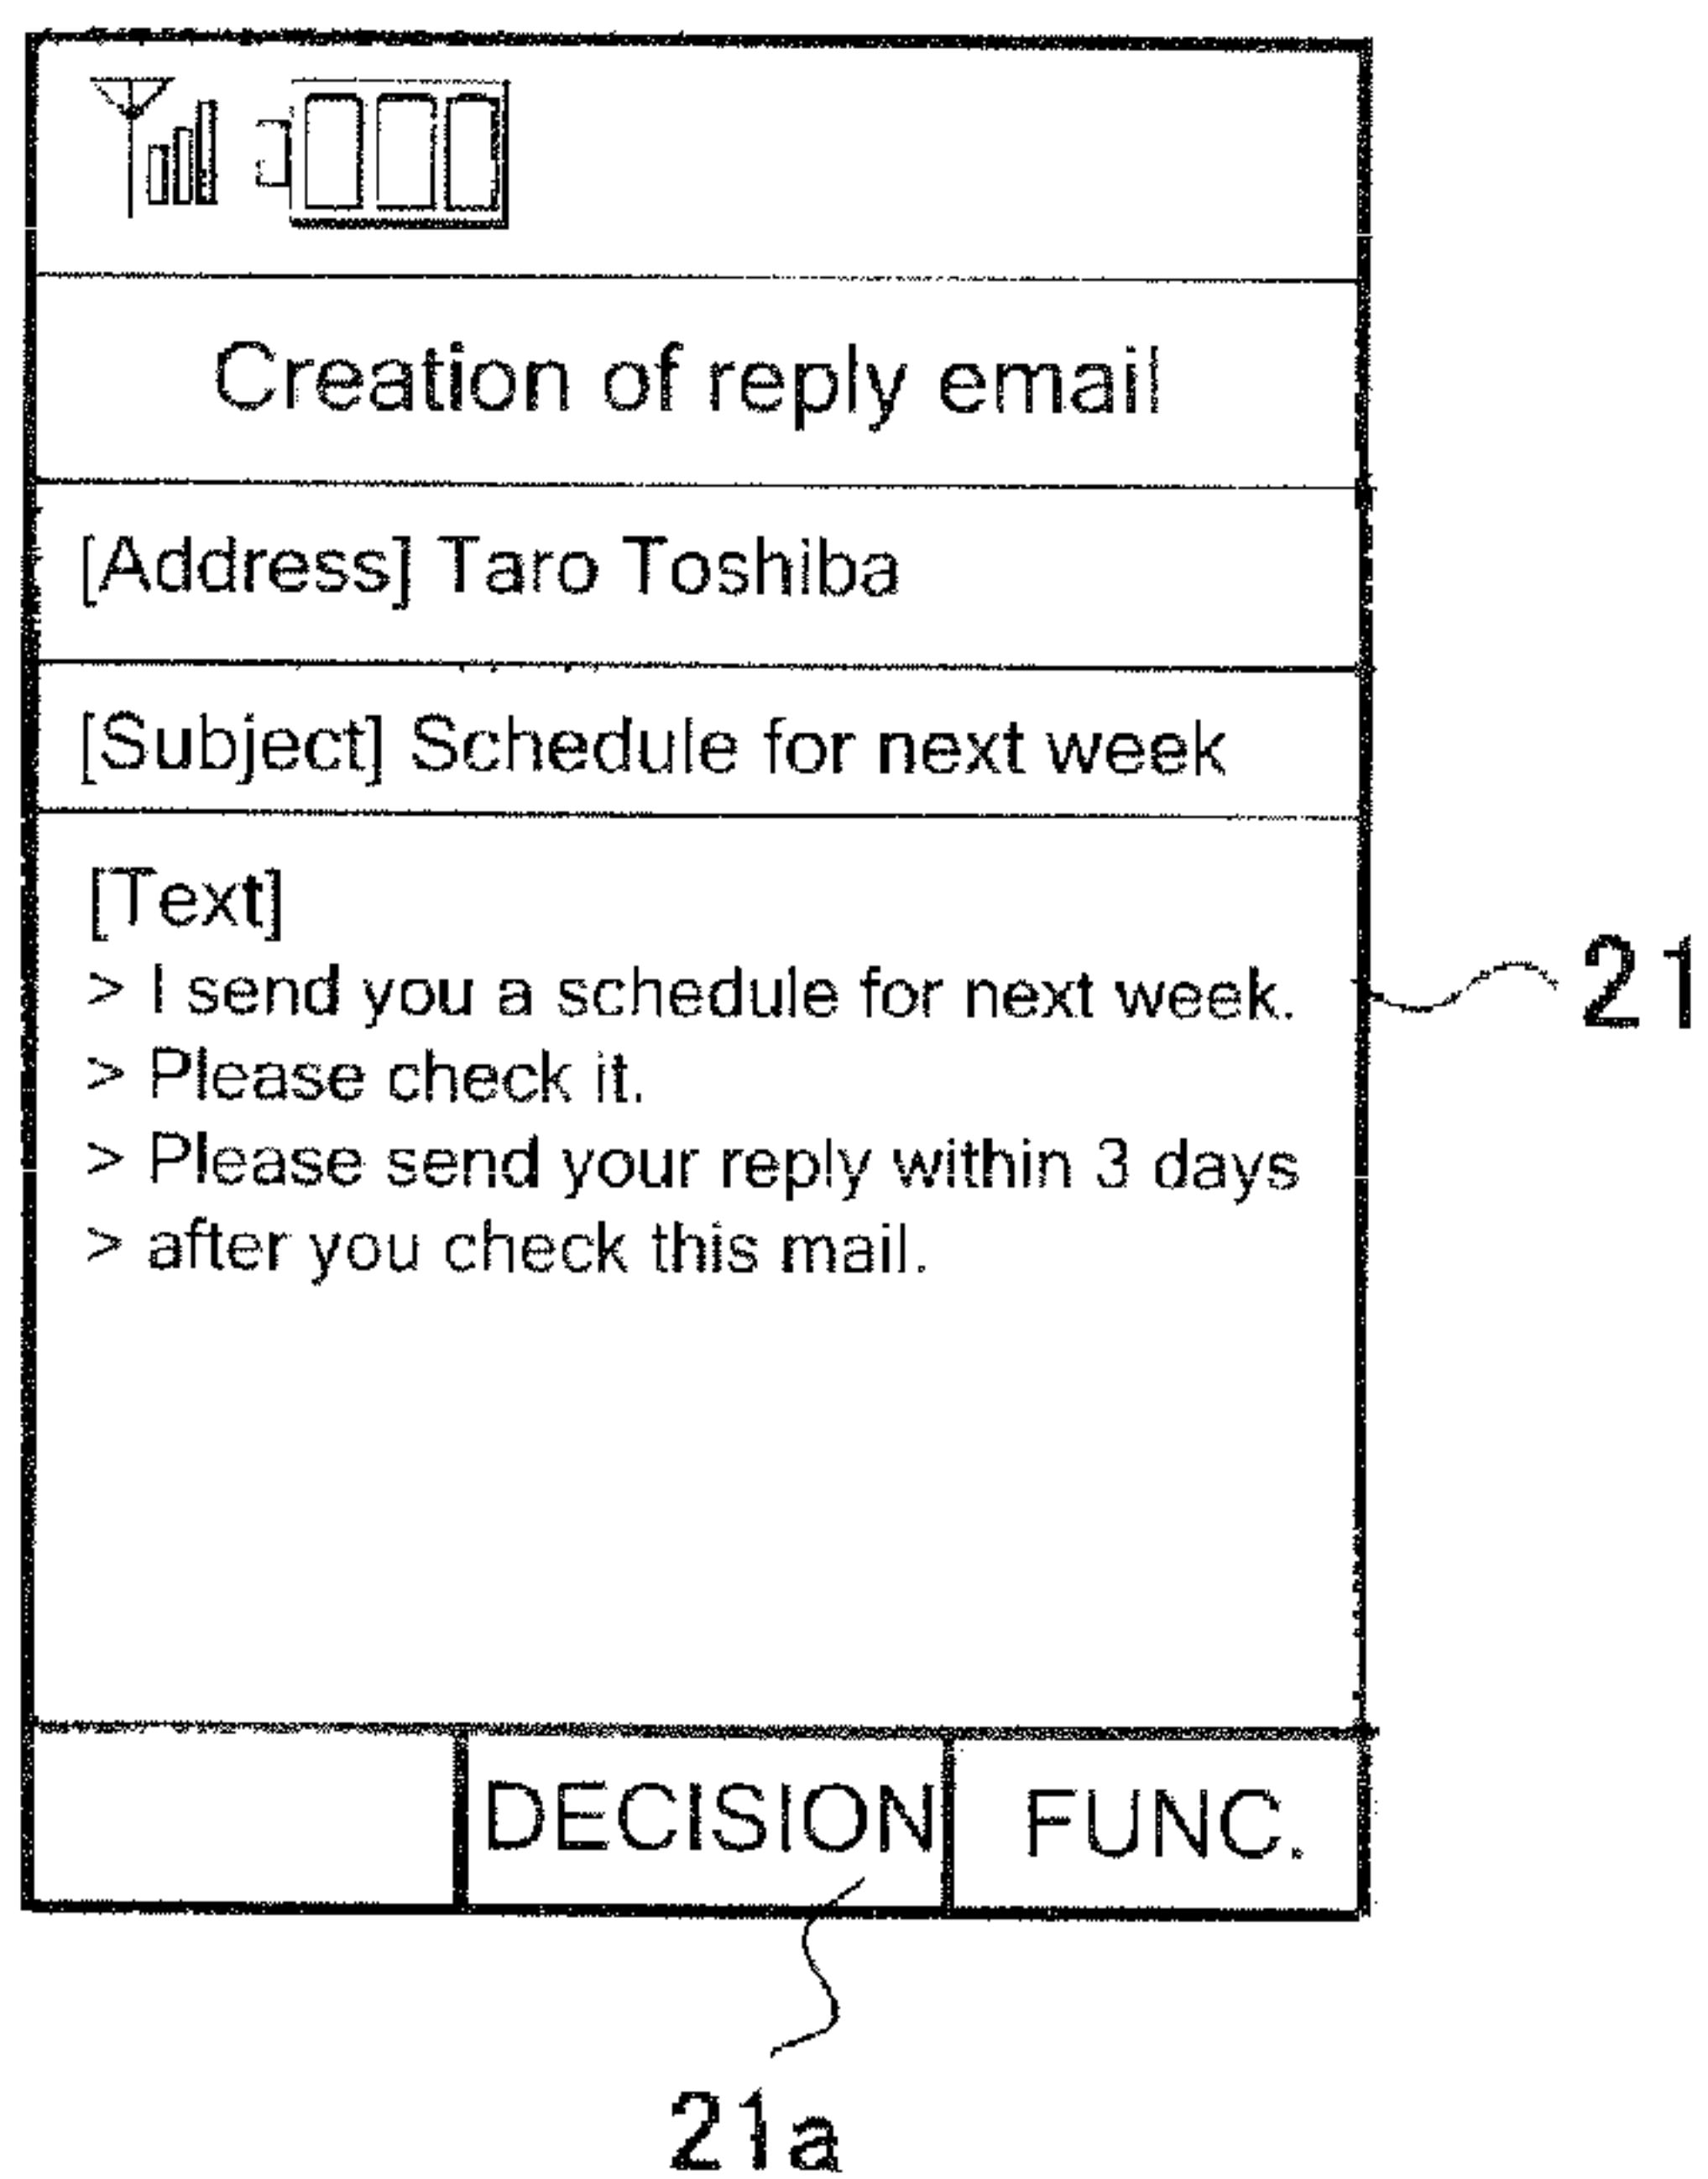 Creation of reply email
[Address] Taro Toshiba
[Subject] Schedule for next week
[Text]
> I send you a schedule for next week.
> Please check it.
> Please send your reply within 3 days
> after you check this mail.
21
DECISION FUNC.
21a